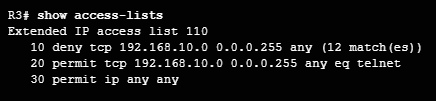 R3# show access-lists
Extended IP access list 110
10 deny tcp 192.168.10.0 0.0.0.255 any (12 match(es))
20 permit tcp 192.168.10.0 0.0.0.255 any eq telnet
30 permit ip any any